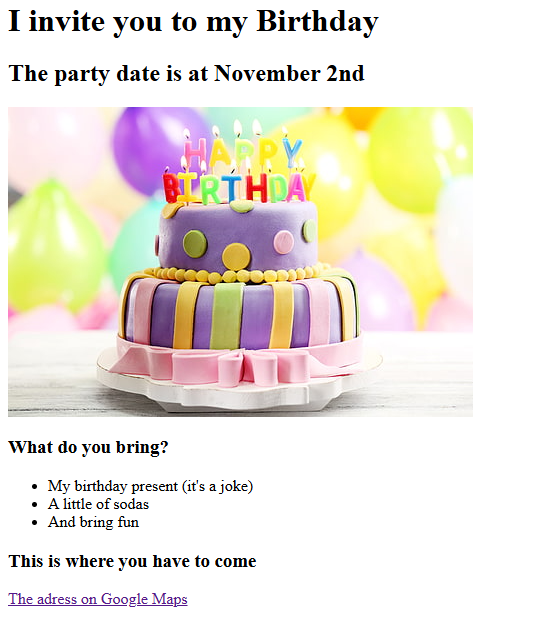 I invite you to my Birthday
The party date is at November 2nd
HAPPY
BIRTHDAY
What do you bring?
My birthday present (it's a joke)
A little of sodas
And bring fun
This is where you have to come
The adress on Google Maps